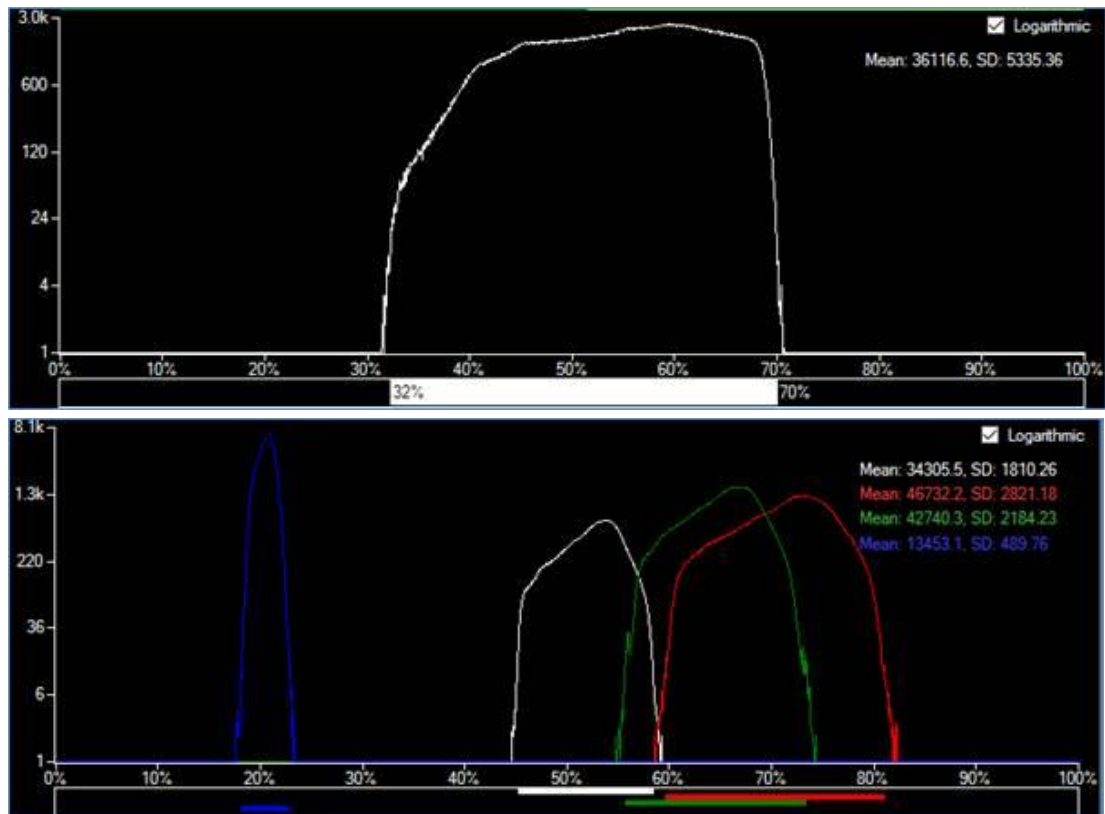 3.0k
Logarithmic
Mean: 36116.6, SD: 5335.36
600
120
24
4
1
0% 10% 20% 30% 40% 50% 60% 70% 80% 90% 100%
32% 70%
8.1k
Logarithmic
Mean: 34305.5, SD: 1810.26
1.3k
Mean: 46732.2, SD: 2821.18
Mean: 42740.3, SD: 2184.23
Mean: 13453.1, SD: 489.76
220
36
6
1
0% 10% 20% 30% 40% 50% 60% 70% 80% 90% 100%